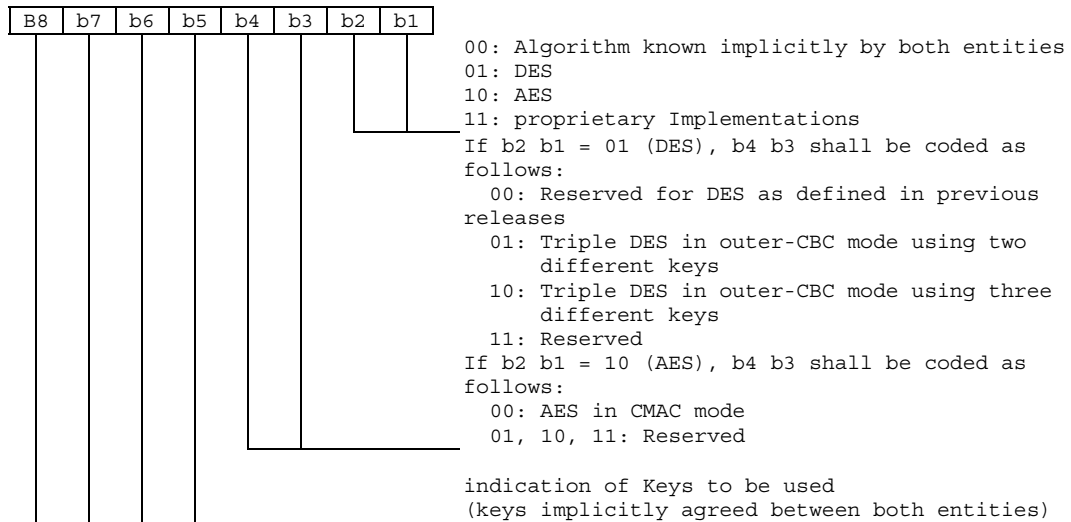 B8 b7 b6 b5 b4 b3 b2 b1
00: Algorithm known implicitly by both entities
01: DES
10: AES
11: proprietary Implementations
If b2 b1 = 01 (DES), b4 b3 shall be coded as
follows:
00: Reserved for DES as defined in previous
releases
01: Triple DES in outer-CBC mode using two
different keys
10: Triple DES in outer-CBC mode using three
different keys
11: Reserved
If b2 b1 = 10 (AES), b4 b3 shall be coded as
follows:
00: AES in CMAC mode
01, 10, 11: Reserved
indication of Keys to be used
(keys implicitly agreed between both entities)